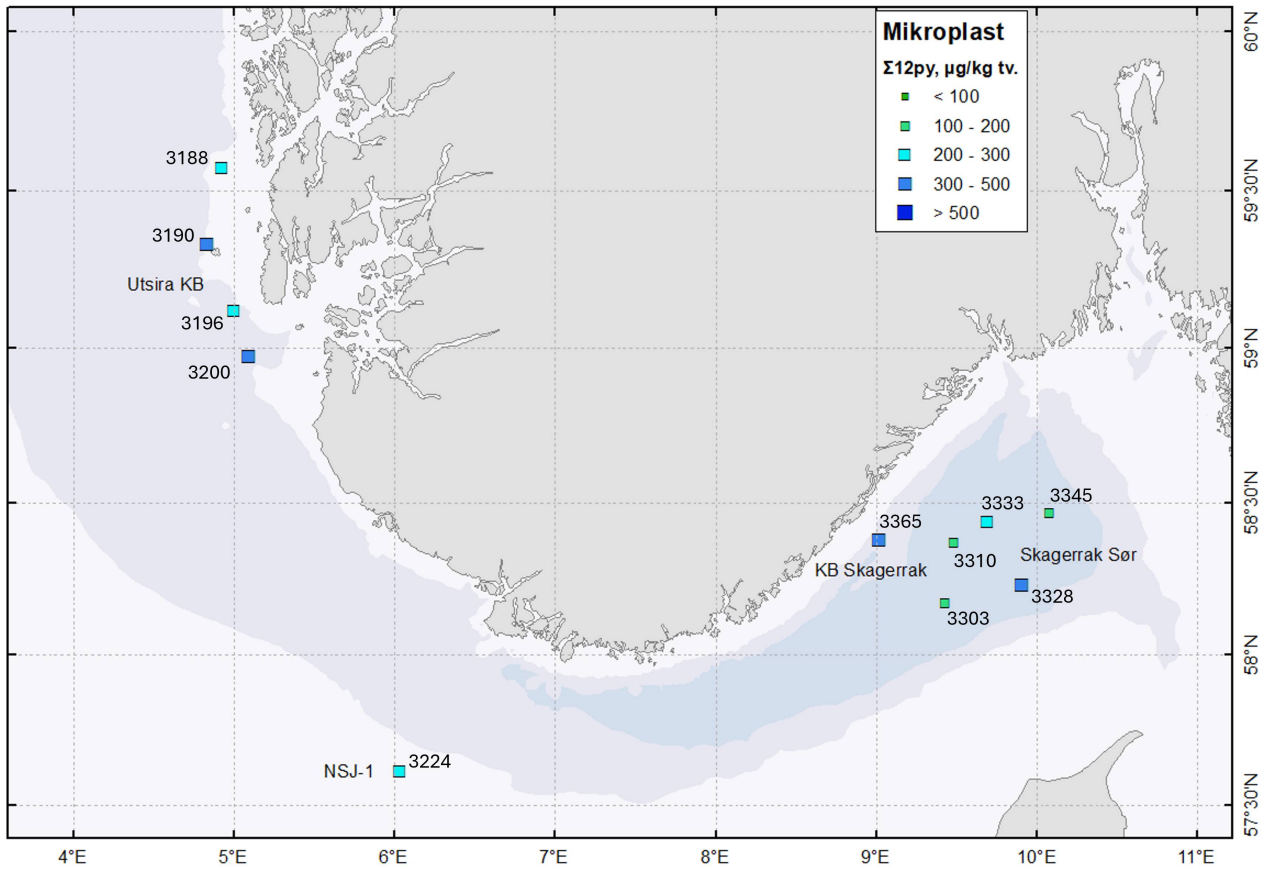 Mikroplast
Σ12py, µg/kg tv.
< 100
100 - 200
200 - 300
300 - 500
> 500
3188
3190
Utsira KB
3196
3200
3365
3333
3345
3310
Skagerrak Sør
KB Skagerrak
3328
3303
NSJ-1
3224
60°N
59°30'N
59°N
58°30'N
58°N
57°30'N
4°E
5°E
6°E
7°E
8°E
9°E
10°E
11°E